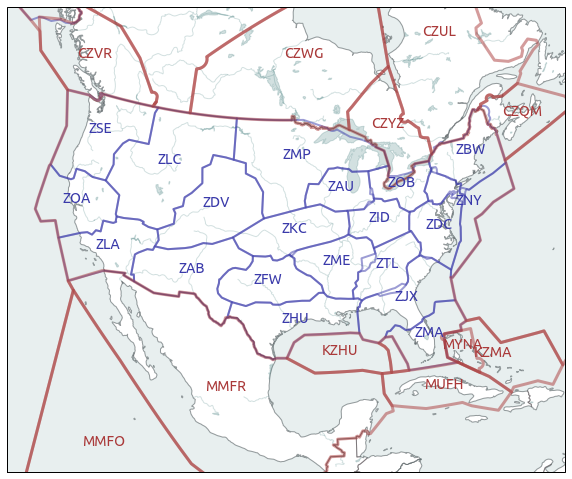 CZUL
CZVR
CZWG
CZQM
CZYZ
ZSE
ZBW
ZMP
ZLC
ZAU
ZOB
ZOA
ZDV
ZNY
ZID
ZDC
ZKC
ZLA
ZME
ZTL
ZAB
ZFW
ZJX
ZHU
ZMA
MYNA
KZHU
KZMA
MMFR
MUFH
MMFO